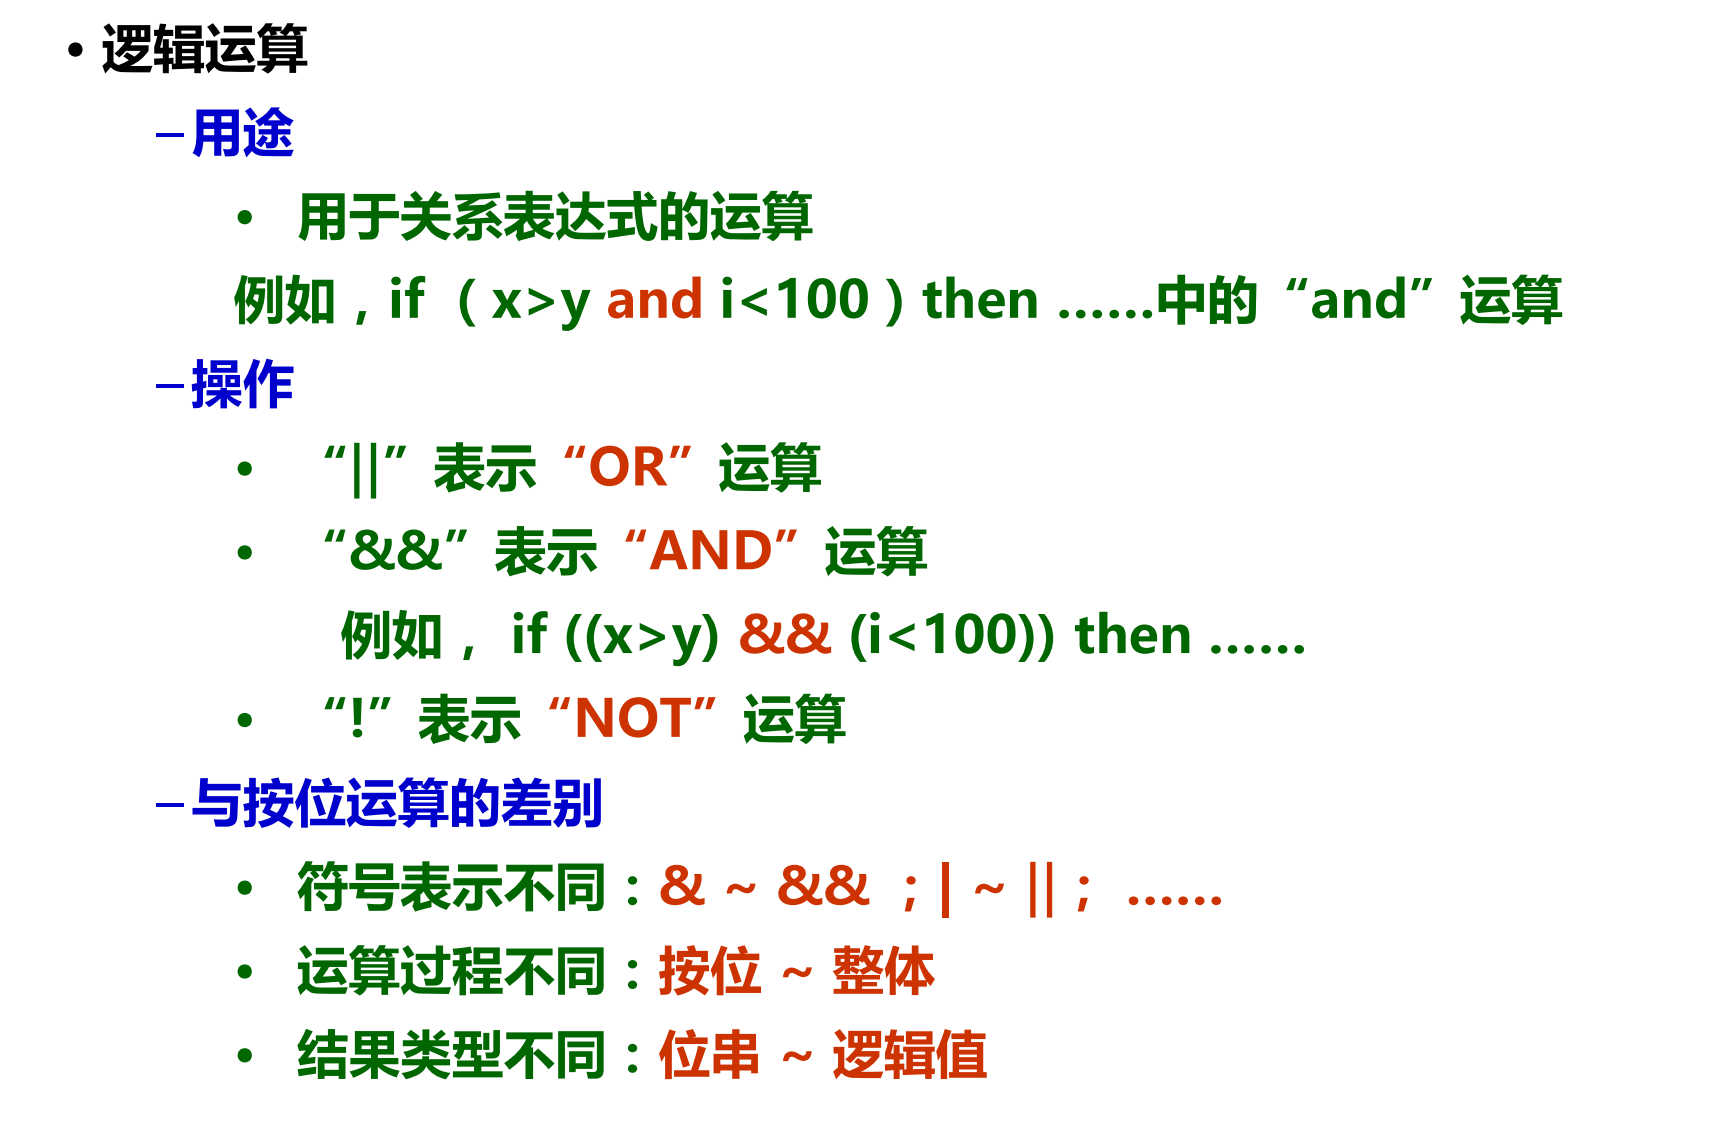 • 逻辑运算
– 用途
• 用于关系表达式的运算
例如，if （ x>y and i<100 ) then ……中的“and”运算
– 操作
• “||”表示“OR”运算
• “&&”表示“AND”运算
例如， if ((x>y) && (i<100)) then ……
• “!”表示“NOT”运算
– 与按位运算的差别
• 符号表示不同：& ~ && ；| ~ ||； ……
• 运算过程不同：按位 ~ 整体
• 结果类型不同：位串 ~ 逻辑值